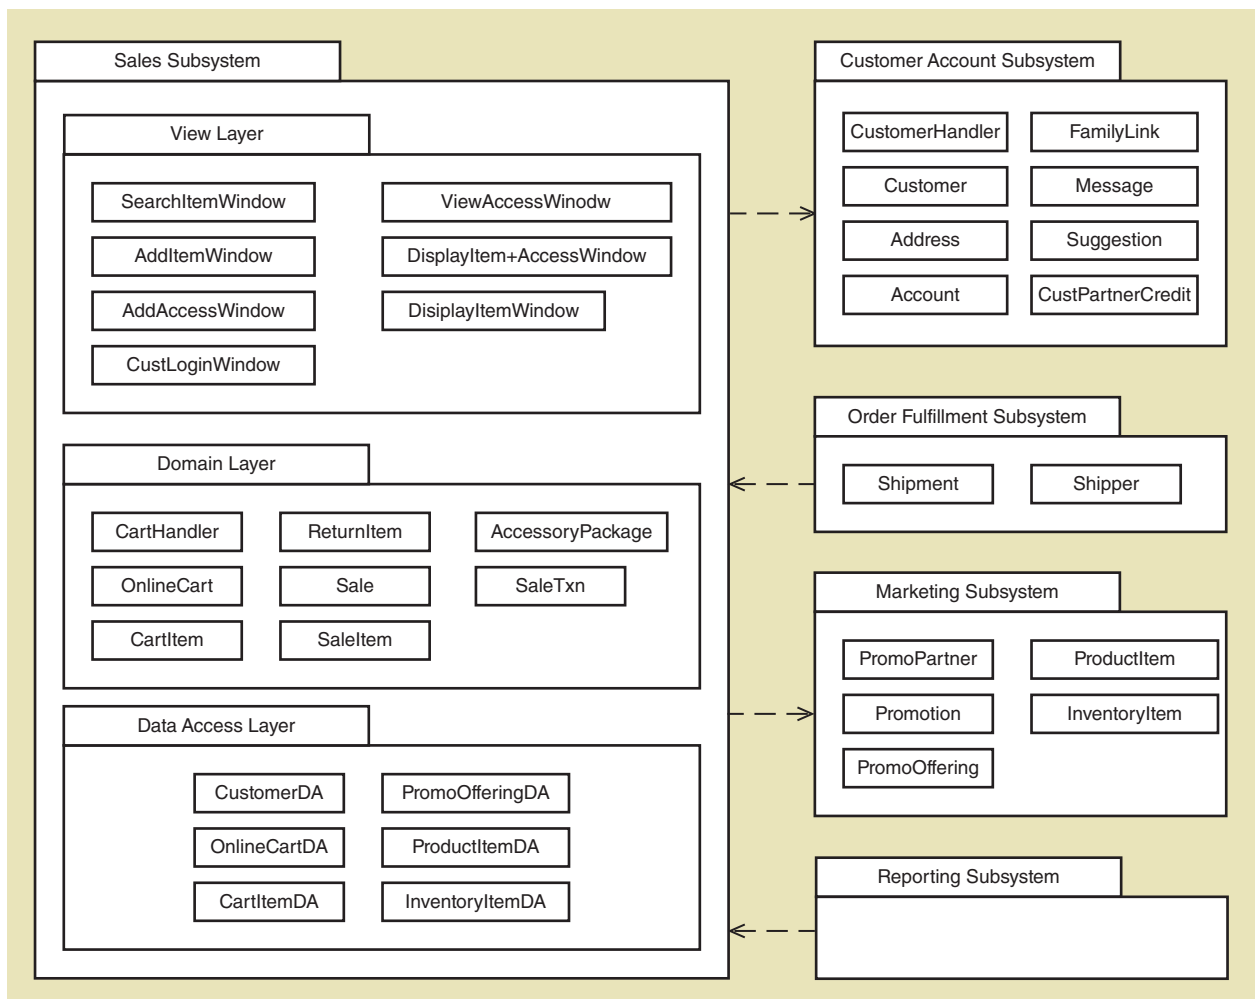 Sales Subsystem
View Layer
SearchItemWindow
ViewAccessWinodw
AddItemWindow
DisplayItem+AccessWindow
AddAccessWindow
DisiplayItemWindow
CustLoginWindow
Domain Layer
CartHandler
ReturnItem
AccessoryPackage
OnlineCart
Sale
SaleTxn
CartItem
SaleItem
Data Access Layer
CustomerDA
PromoOfferingDA
OnlineCartDA
ProductItemDA
CartItemDA
InventoryItemDA
Customer Account Subsystem
CustomerHandler
FamilyLink
Customer
Message
Address
Suggestion
Account
CustPartnerCredit
Order Fulfillment Subsystem
Shipment
Shipper
Marketing Subsystem
PromoPartner
ProductItem
Promotion
InventoryItem
PromoOffering
Reporting Subsystem